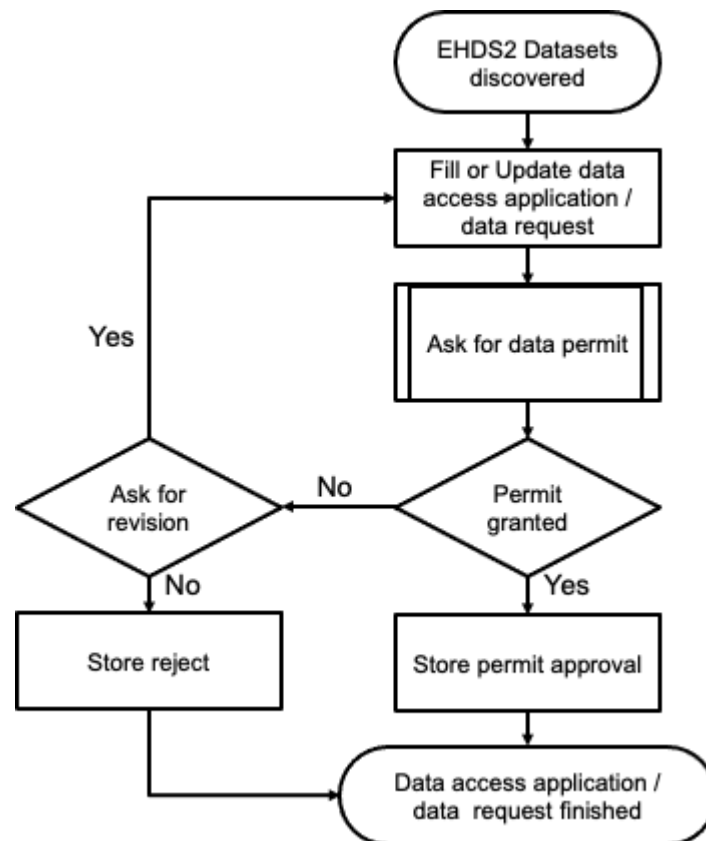 EHDS2 Datasets
discovered
Fill or Update data
access application /
data request
Yes
Ask for data permit
Ask for
revision
No
Permit
granted
No
Yes
Store reject
Store permit approval
Data access application /
data request finished